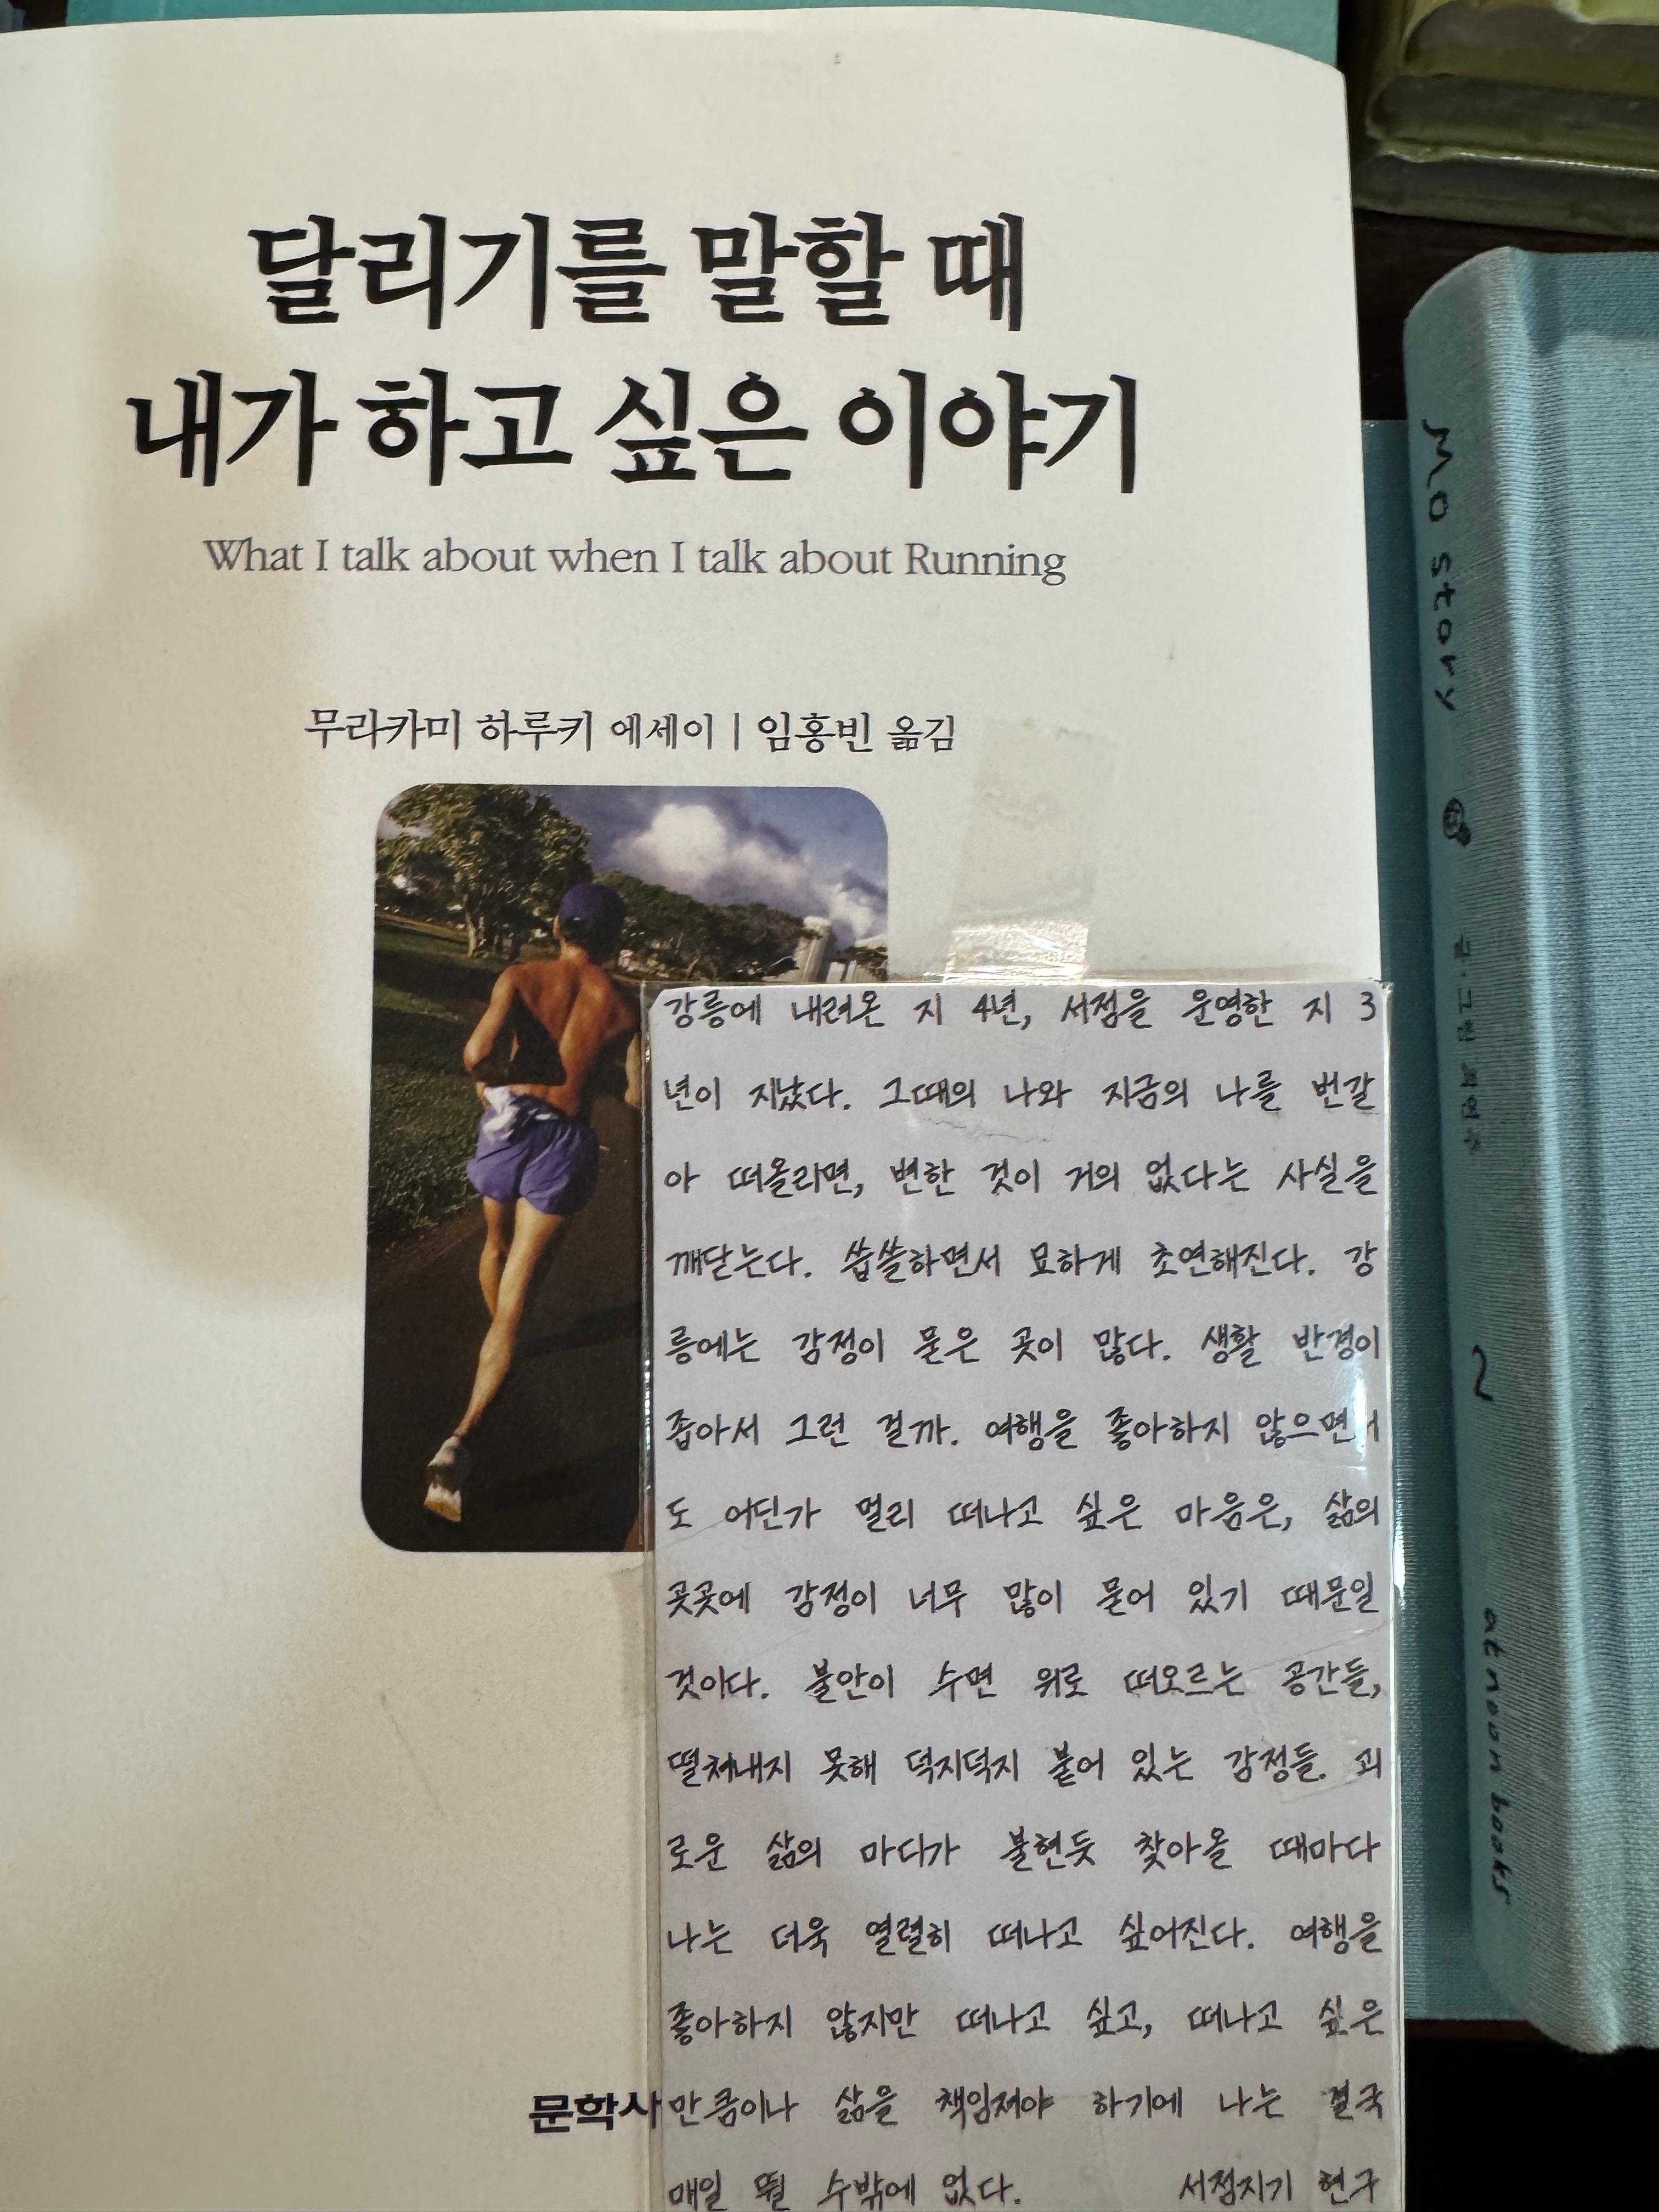 달리기를 말할 때
내가 하고 싶은 이야기
What I talk about when I talk about Running
무라카미 하루키 에세이 | 임홍빈 옮김
강릉에 내려온 지 4년, 서점을 운영한 지 3
년이 지났다. 그때의 나와 지금의 나를 번갈
아 떠올리면, 변한 것이 거의 없다는 사실을
깨닫는다. 씁쓸하면서 묘하게 초연해진다. 강
릉에는 감정이 묻은 곳이 많다. 생활 반경이
좁아서 그런 걸까. 여행을 좋아하지 않으면서
도 어딘가 멀리 떠나고 싶은 마음은, 삶의
곳곳에 감정이 너무 많이 묻어 있기 때문일
것이다. 불안이 수면 위로 떠오르는 공간들,
떨쳐내지 못해 덕지덕지 붙어 있는 감정들. 괴
로운 삶의 마디가 불현듯 찾아올 때마다
나는 더욱 열렬히 떠나고 싶어진다. 여행을
좋아하지 않지만 떠나고 싶고, 떠나고 싶은
만큼이나 삶을 책임져야 하기에 나는 결국
매일 뛸 수밖에 없다. 서점지기 현구
문학사
MO story
글·그림 최연주
at noon books